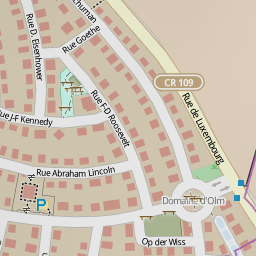 Schuman
Rue D. Eisenhower
Rue Goethe
CR 109
Rue de Luxembourg
Rue F-D Roosevelt
Rue J-F Kennedy
Rue Abraham Lincoln
P
Domaine d'Olm
Op der Wiss